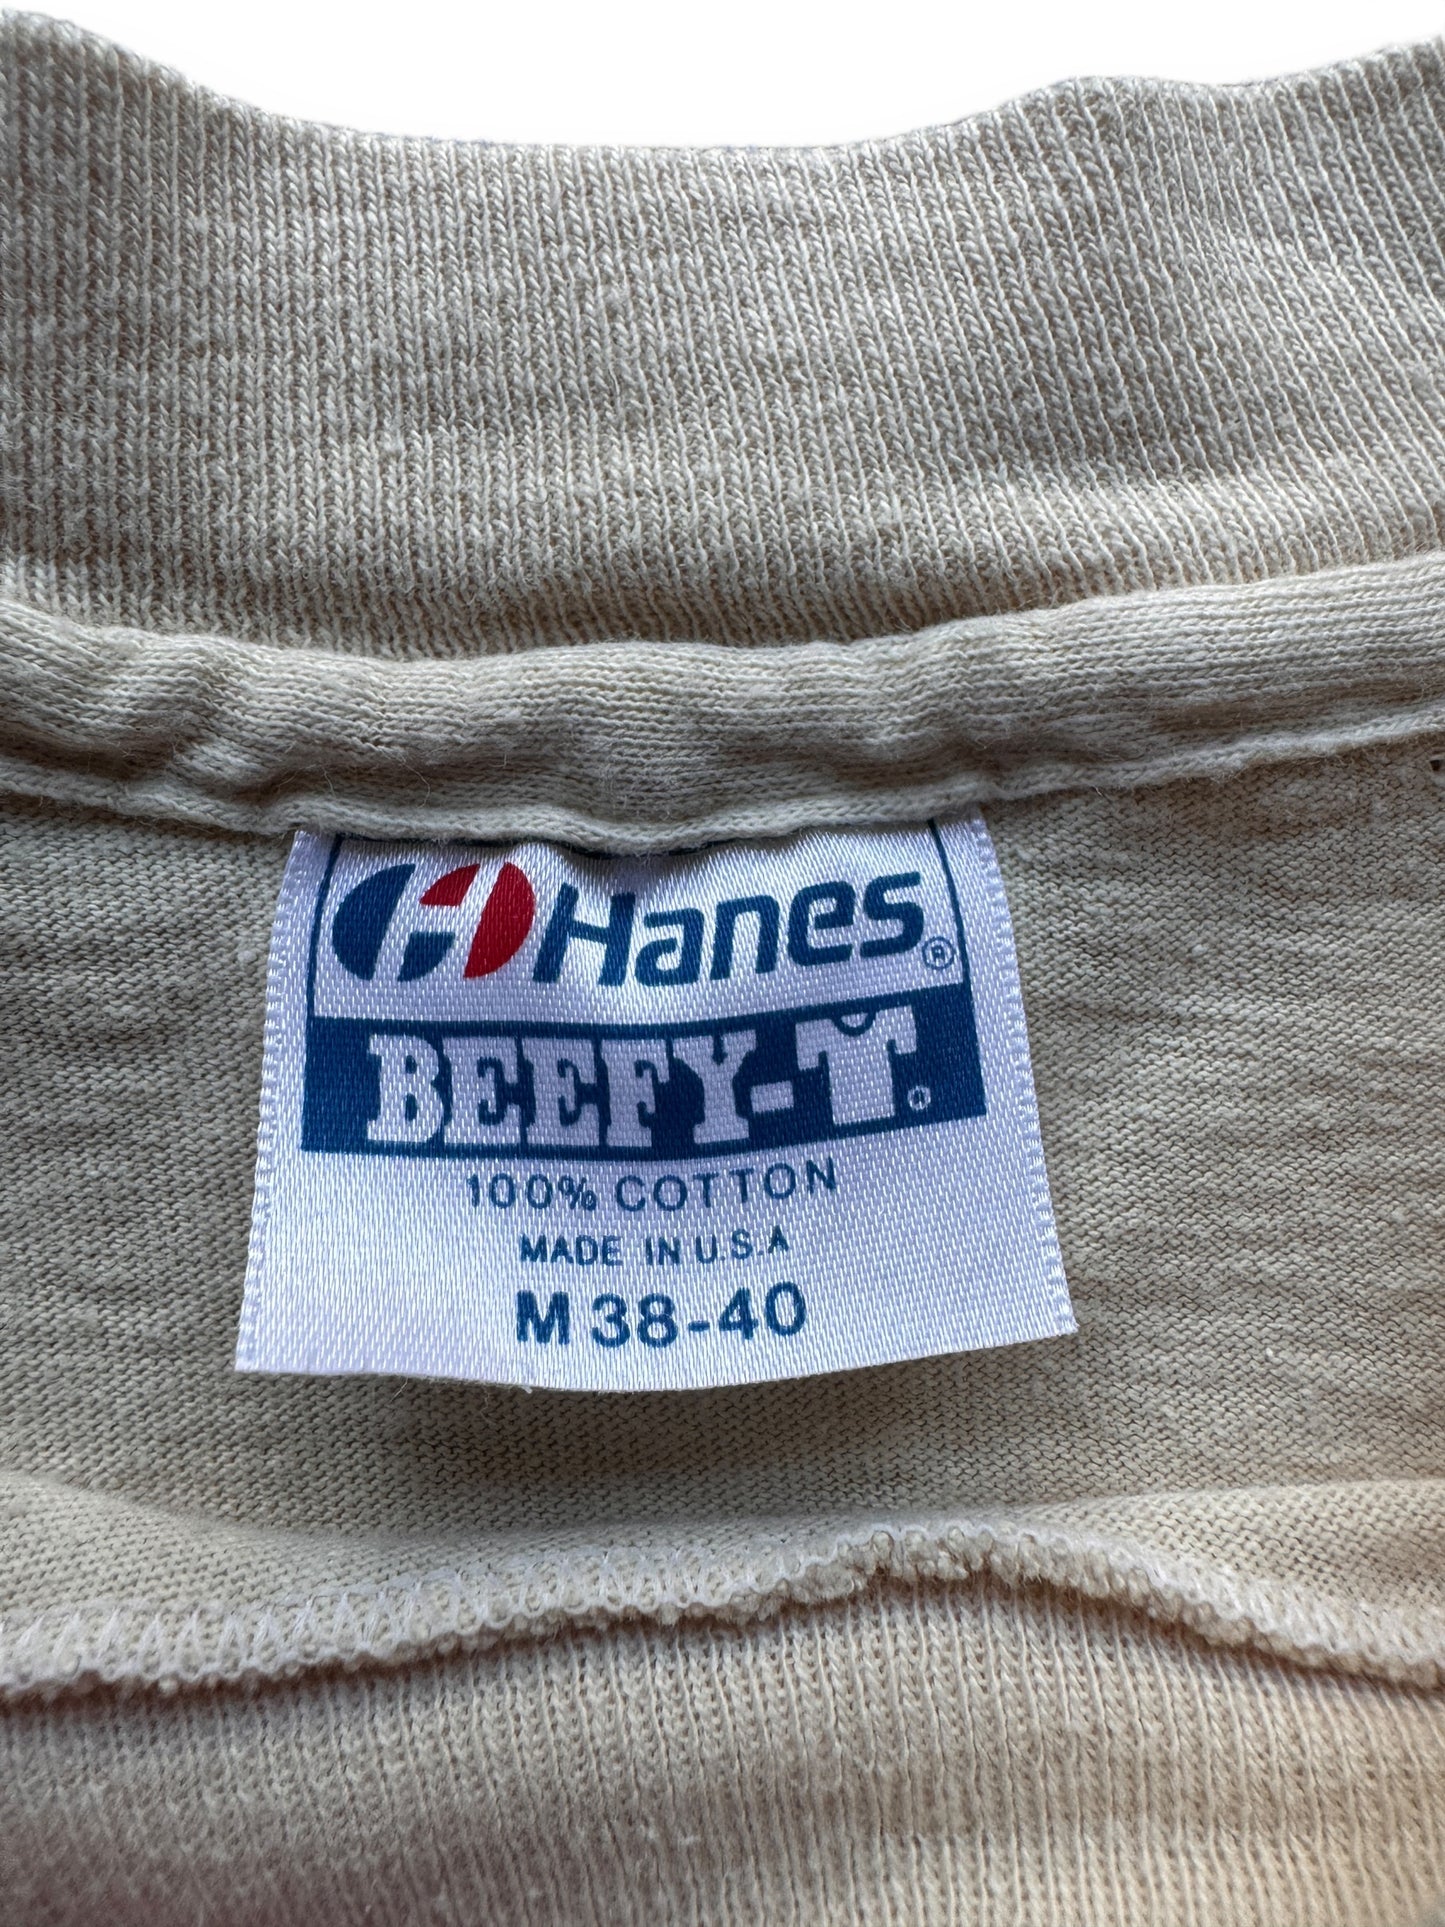 Hanes®
BEEFY-T®
100% COTTON
MADE IN U.S.A
M 38-40